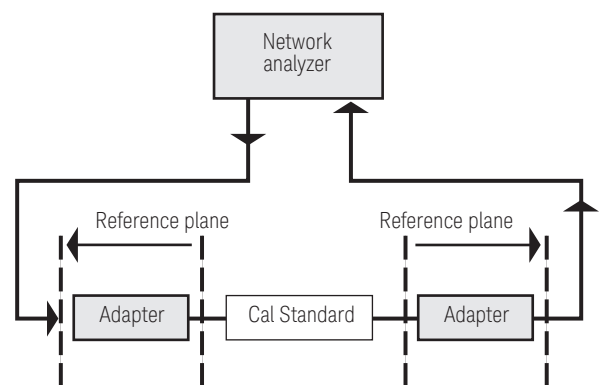 Network
analyzer
Reference plane
Reference plane
Adapter
Cal Standard
Adapter